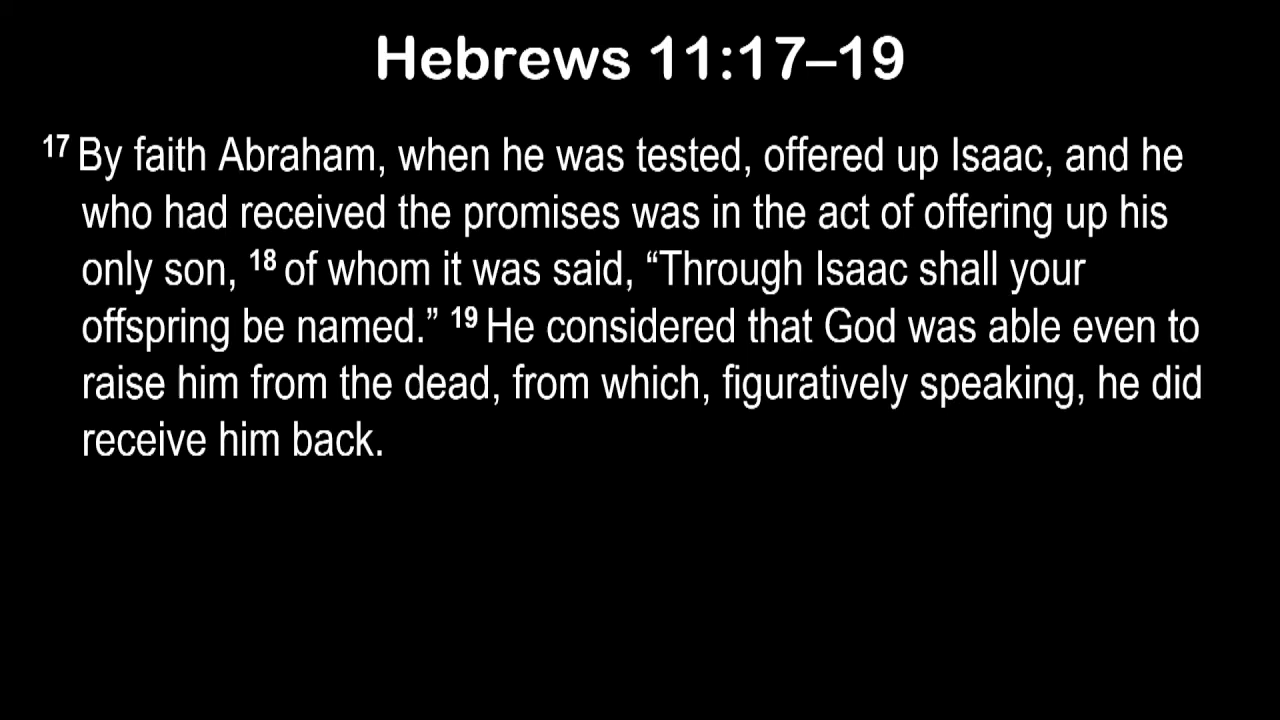 Hebrews 11:17–19
17 By faith Abraham, when he was tested, offered up Isaac, and he
who had received the promises was in the act of offering up his
only son, 18 of whom it was said, “Through Isaac shall your
offspring be named.” 19 He considered that God was able even to
raise him from the dead, from which, figuratively speaking, he did
receive him back.